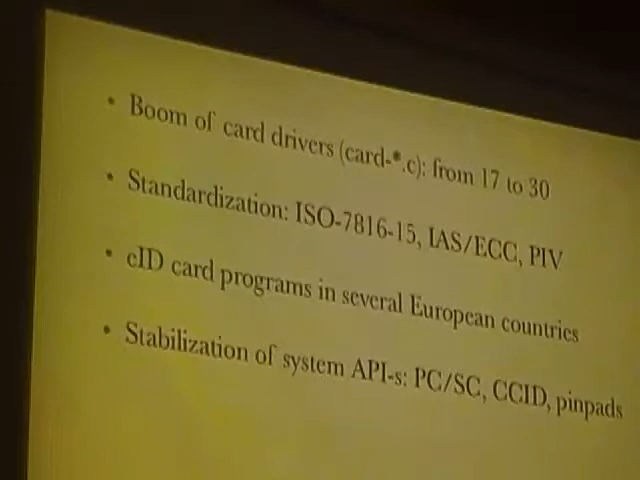 • Boom of card drivers (card-*.c): from 17 to 30
• Standardization: ISO-7816-15, IAS/ECC, PIV
• eID card programs in several European countries
• Stabilization of system API-s: PC/SC, CCID, pinpads